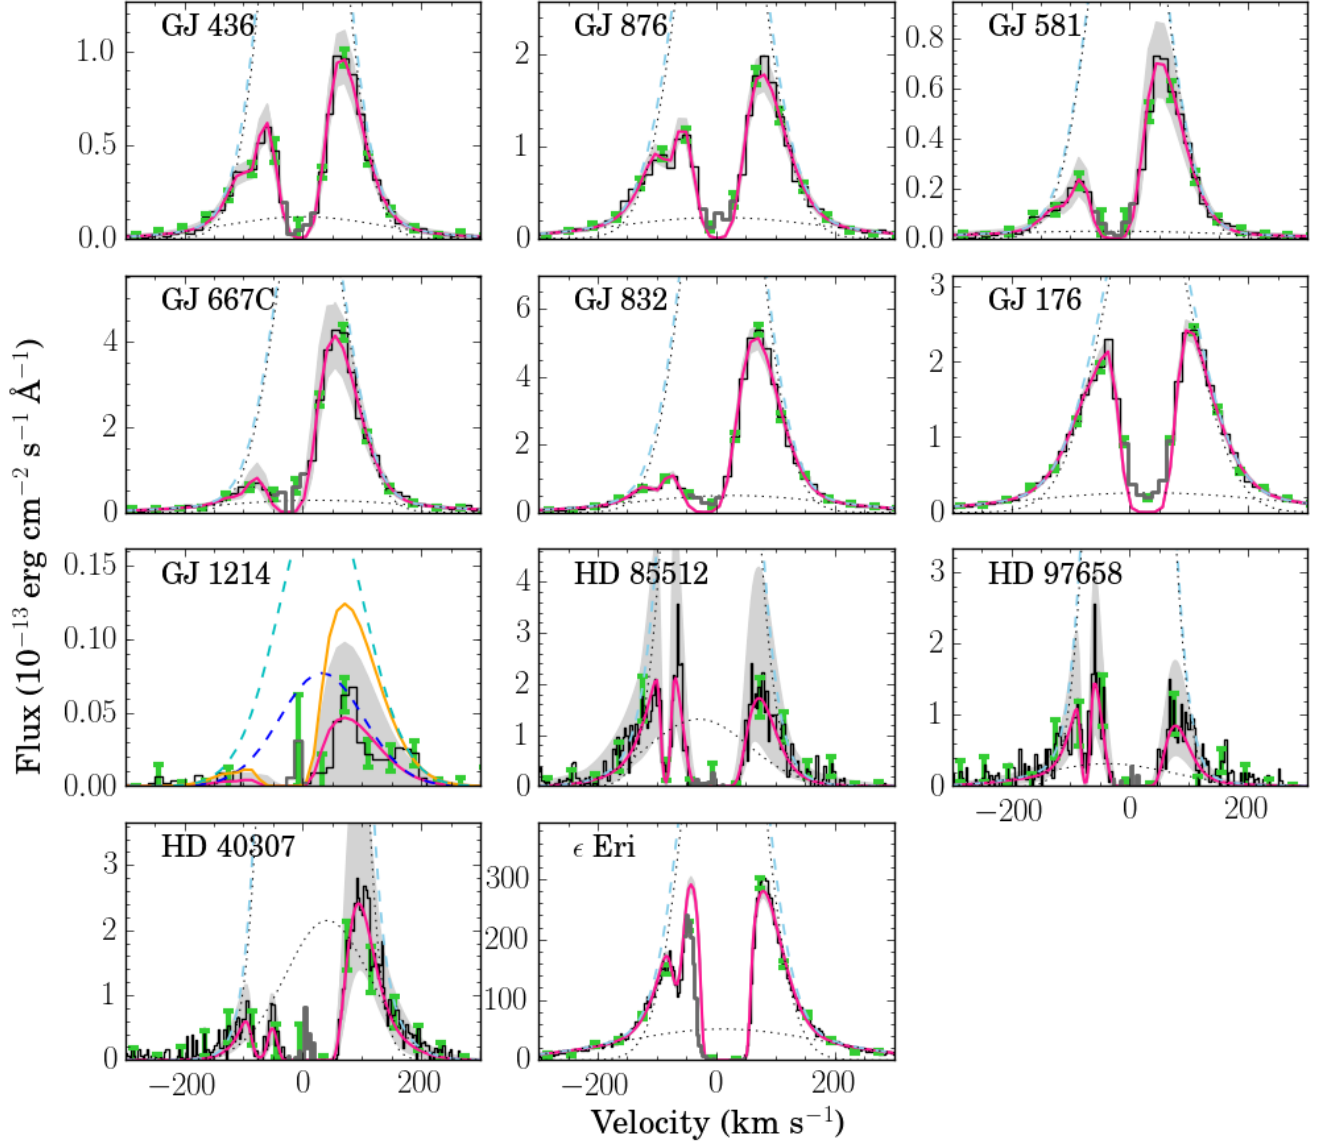 GJ 436
GJ 876
GJ 581
1.0
0.5
0.0
2
1
0
0.8
0.6
0.4
0.2
0.0
GJ 667C
GJ 832
GJ 176
4
2
0
6
4
2
0
3
2
1
0
GJ 1214
HD 85512
HD 97658
0.15
0.10
0.05
0.00
4
3
2
1
0
3
2
1
0
−200 0 200
HD 40307
ϵ Eri
3
2
1
0
300
200
100
0
−200 0 200
−200 0 200
Flux (10⁻¹³ erg cm⁻² s⁻¹ Å⁻¹)
Velocity (km s⁻¹)